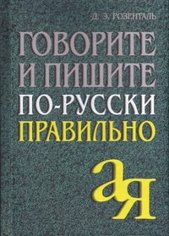 Д. Э. РОЗЕНТАЛЬ
ГОВОРИТЕ
И ПИШИТЕ
ПО-РУССКИ
ПРАВИЛЬНО
а я